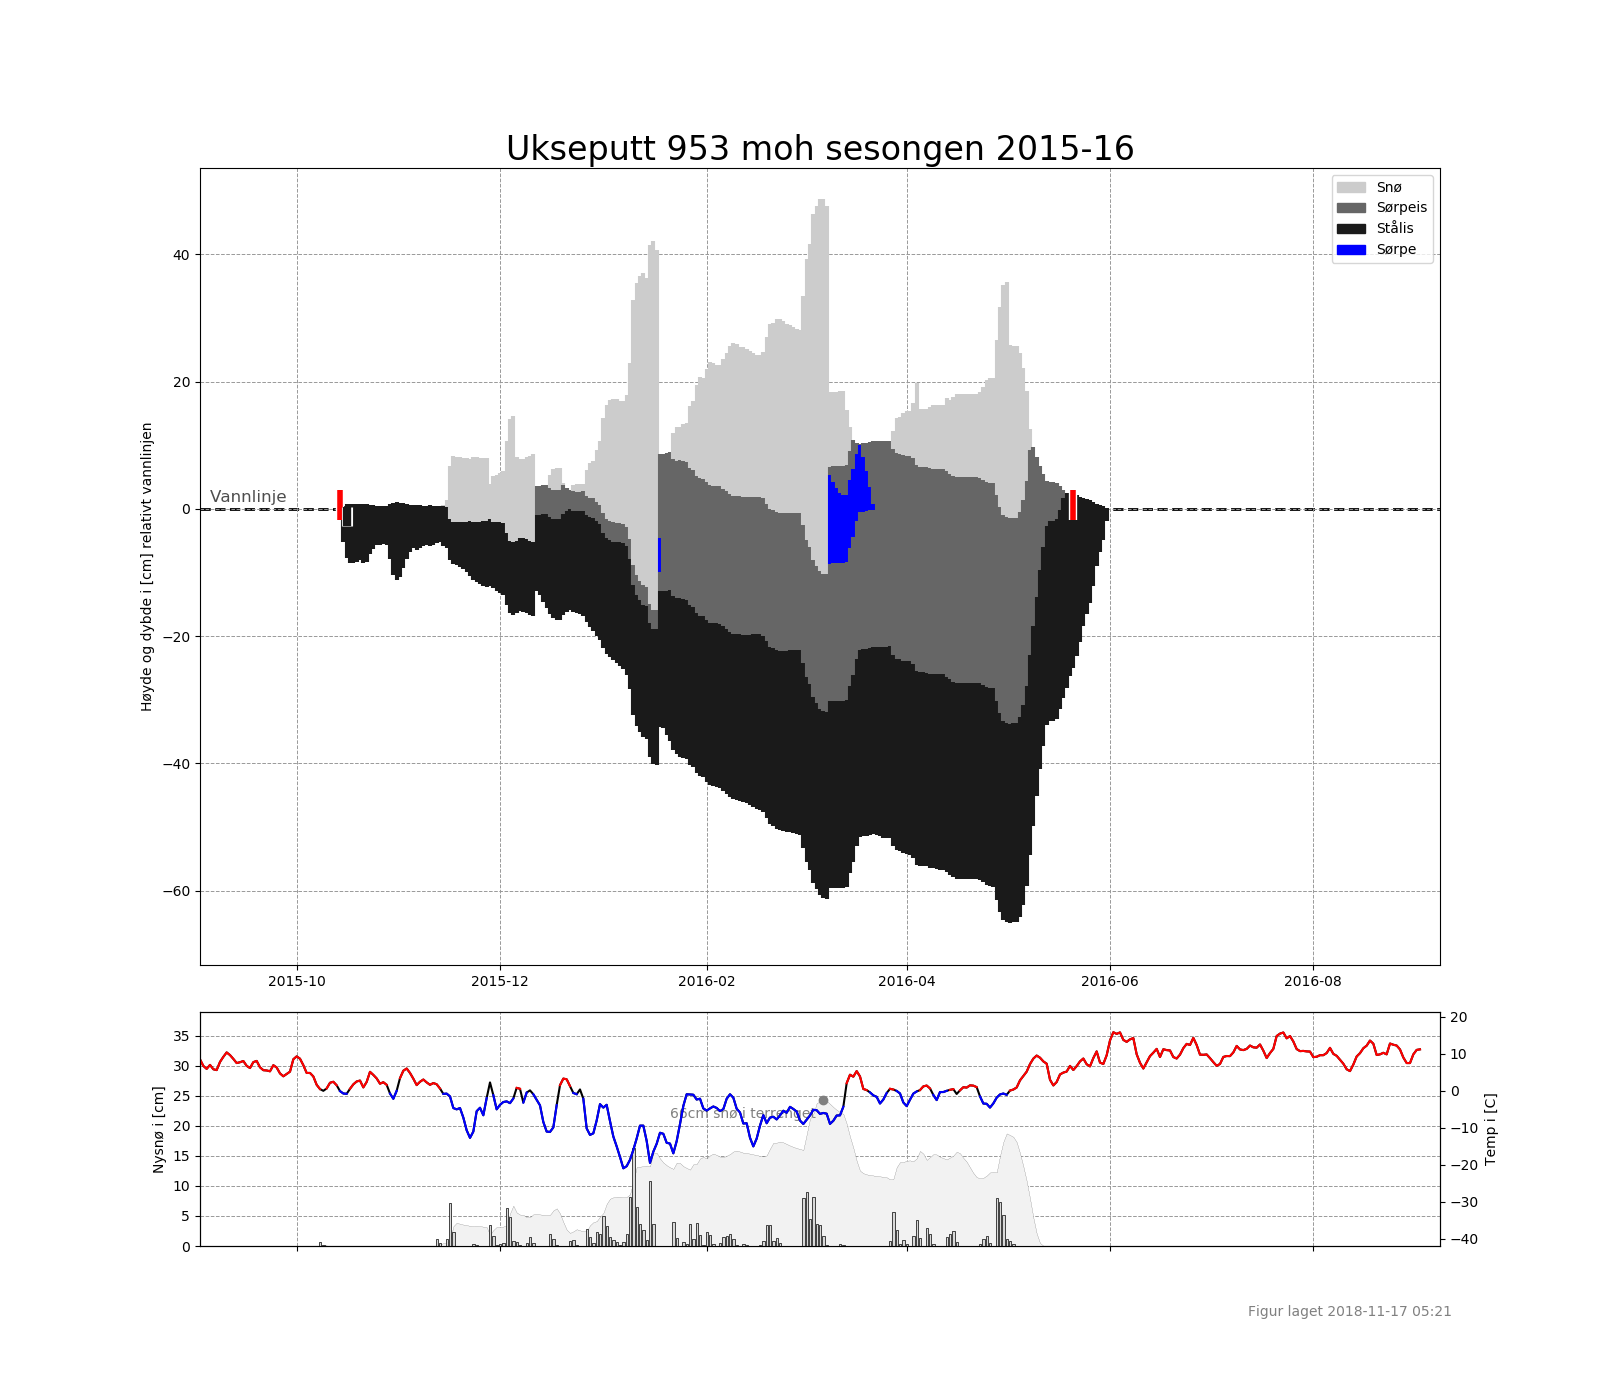 Ukseputt 953 moh sesongen 2015-16
Snø
Sørpeis
Stålis
Sørpe
Vannlinje
Høyde og dybde i [cm] relativt vannlinjen
40
20
0
−20
−40
−60
2015-10
2015-12
2016-02
2016-04
2016-06
2016-08
Nysnø i [cm]
35
30
25
20
15
10
5
0
66cm snø i terrenget
Temp i [C]
20
10
0
−10
−20
−30
−40
Figur laget 2018-11-17 05:21